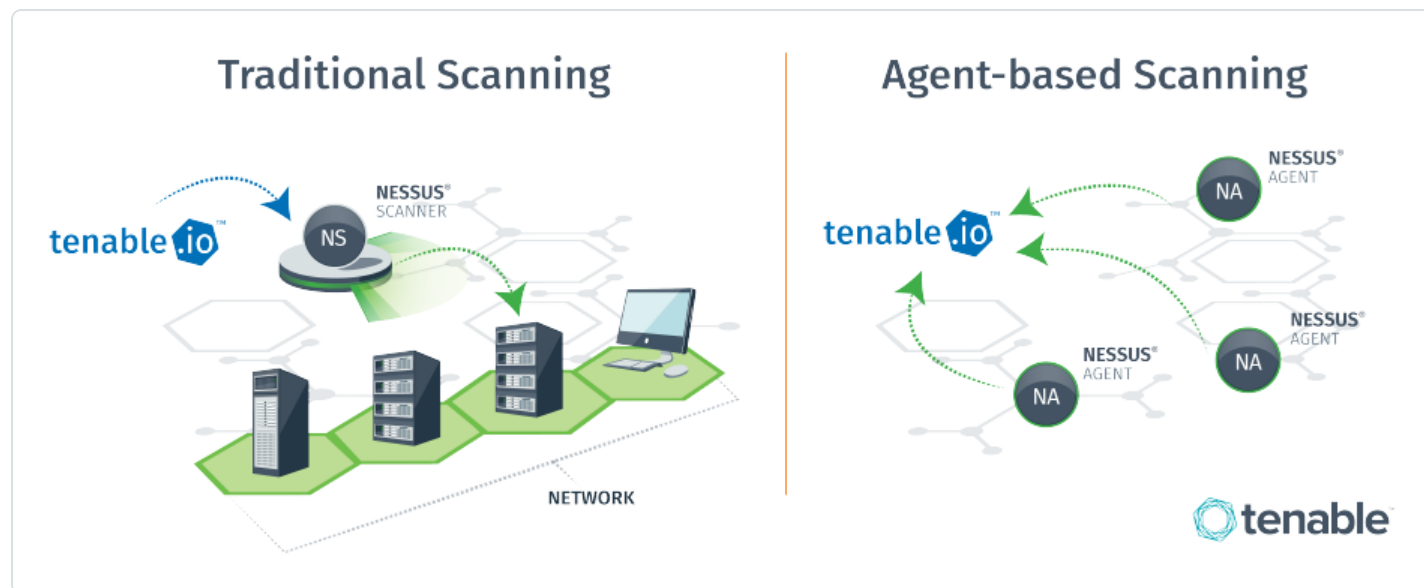 Traditional Scanning
tenable.io™
NS
NESSUS®
SCANNER
NETWORK
Agent-based Scanning
tenable.io™
NA
NESSUS®
AGENT
NA
NESSUS®
AGENT
NA
NESSUS®
AGENT
tenable™